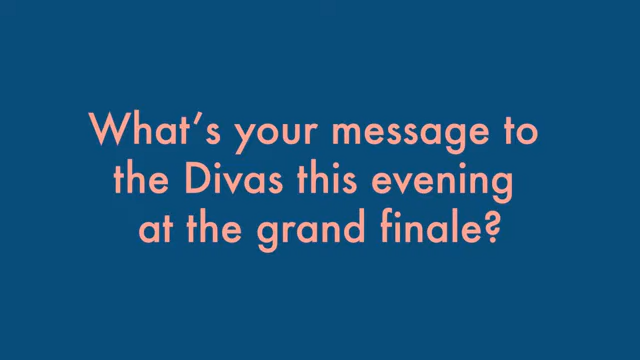 What’s your message to
the Divas this evening
at the grand finale?